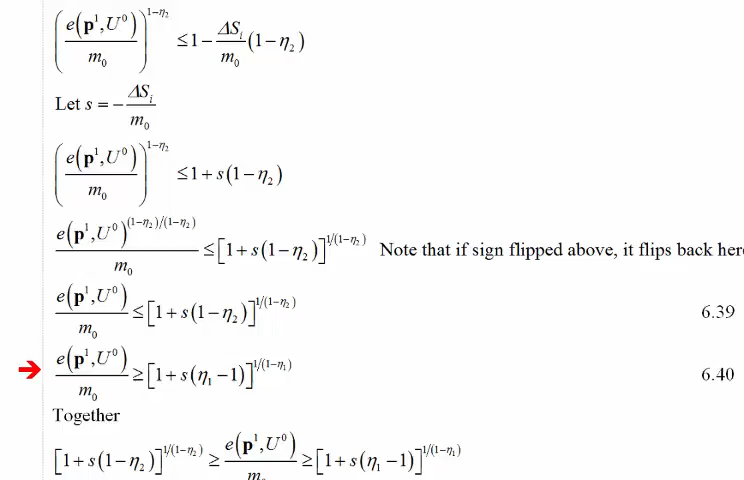 (e(p¹,U⁰)/m₀)^(1−η₂) ≤ 1 − ΔSᵢ/m₀ (1−η₂)
Let s = − ΔSᵢ/m₀
(e(p¹,U⁰)/m₀)^(1−η₂) ≤ 1 + s(1−η₂)
e(p¹,U⁰)^((1−η₂)/(1−η₂))/m₀ ≤ [1 + s(1−η₂)]^(1/(1−η₂)) Note that if sign flipped above, it flips back here
e(p¹,U⁰)/m₀ ≤ [1 + s(1−η₂)]^(1/(1−η₂)) 6.39
e(p¹,U⁰)/m₀ ≥ [1 + s(η₁−1)]^(1/(1−η₁)) 6.40
Together
[1 + s(1−η₂)]^(1/(1−η₂)) ≥ e(p¹,U⁰)/m₀ ≥ [1 + s(η₁−1)]^(1/(1−η₁))